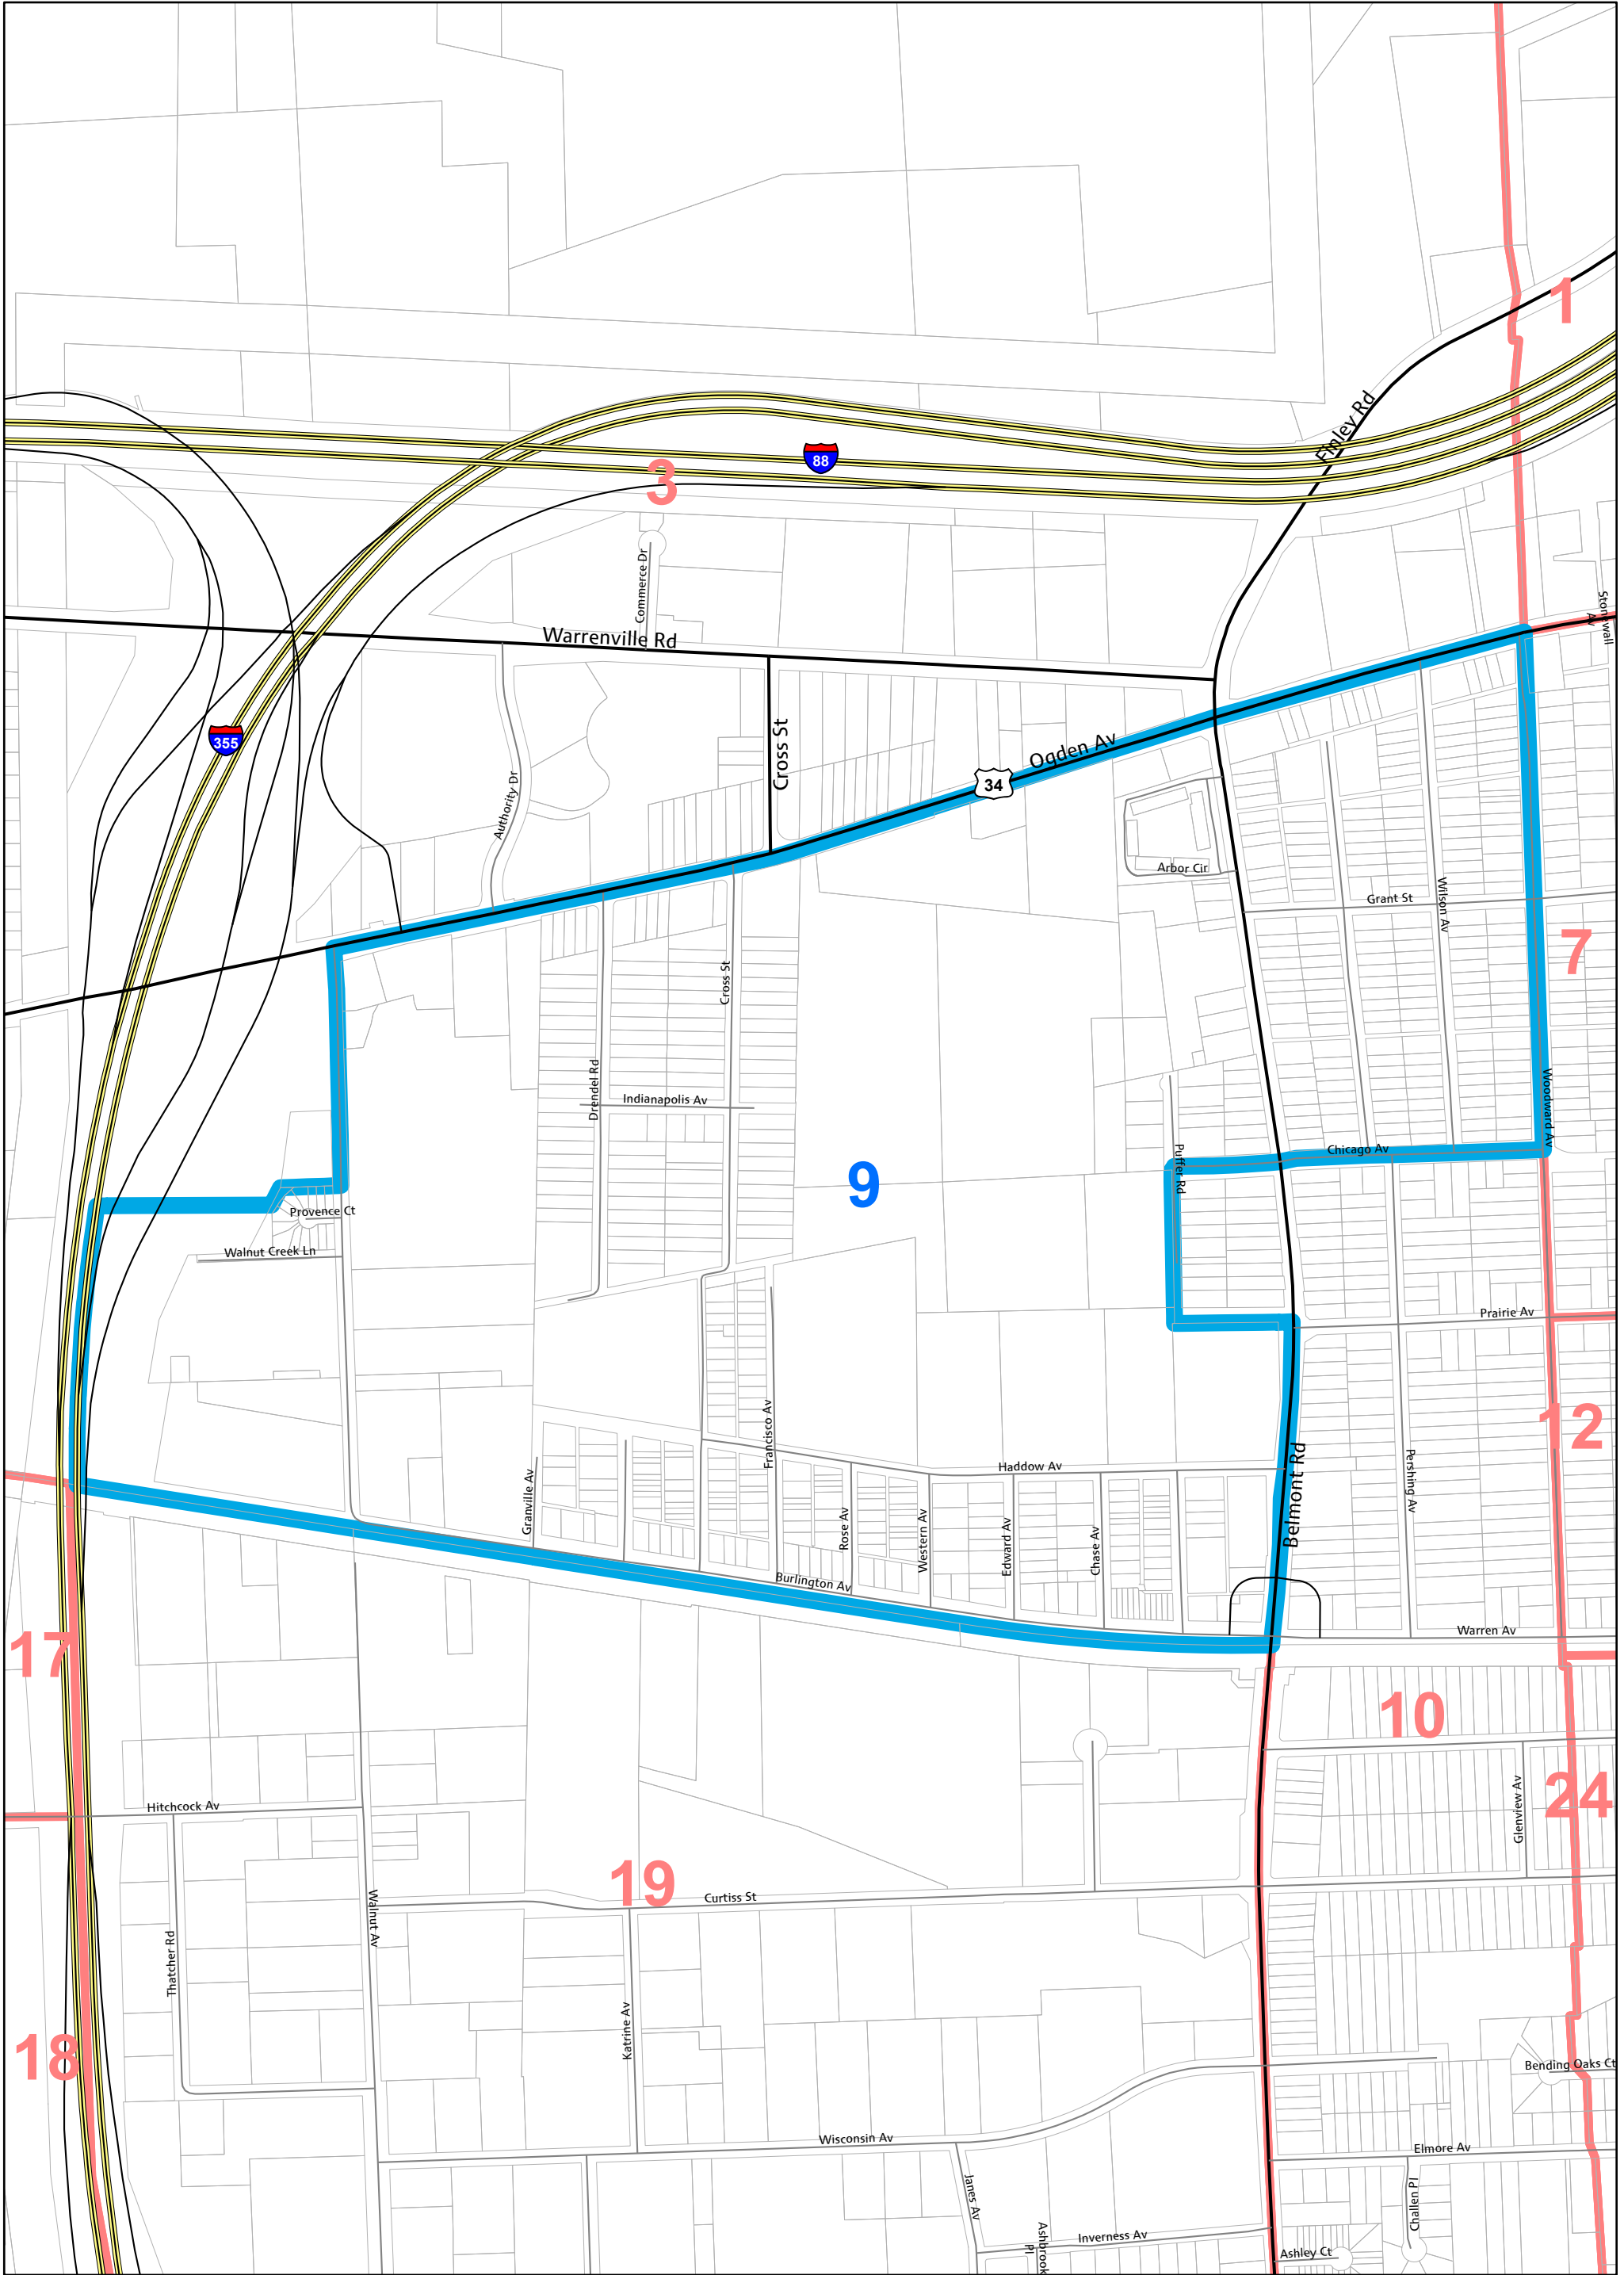 1
Finley Rd
88
3
Commerce Dr
Stonewall
Av
Warrenville Rd
355
Cross St
Ogden Av
34
Authority Dr
Arbor Cir
Grant St
Wilson Av
7
Cross St
Drendel Rd
Indianapolis Av
Woodward Av
Chicago Av
Puffer Rd
9
Provence Ct
Walnut Creek Ln
Prairie Av
12
Francisco Av
Haddow Av
Belmont Rd
Pershing Av
Granville Av
Rose Av
Western Av
Edward Av
Chase Av
Burlington Av
Warren Av
17
10
24
Glenview Av
Hitchcock Av
19
Curtiss St
Walnut Av
Thatcher Rd
Katrine Av
18
Bending Oaks Ct
Wisconsin Av
Elmore Av
Janes Av
Challen Pl
Ashbrook
Pl
Inverness Av
Ashley Ct